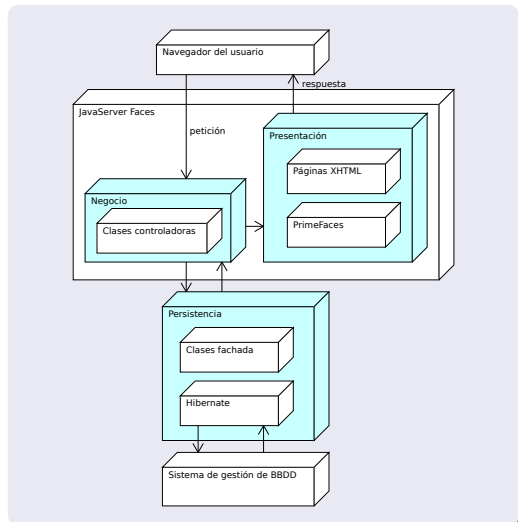 Navegador del usuario
respuesta
JavaServer Faces
petición
Presentación
Páginas XHTML
PrimeFaces
Negocio
Clases controladoras
Persistencia
Clases fachada
Hibernate
Sistema de gestión de BBDD